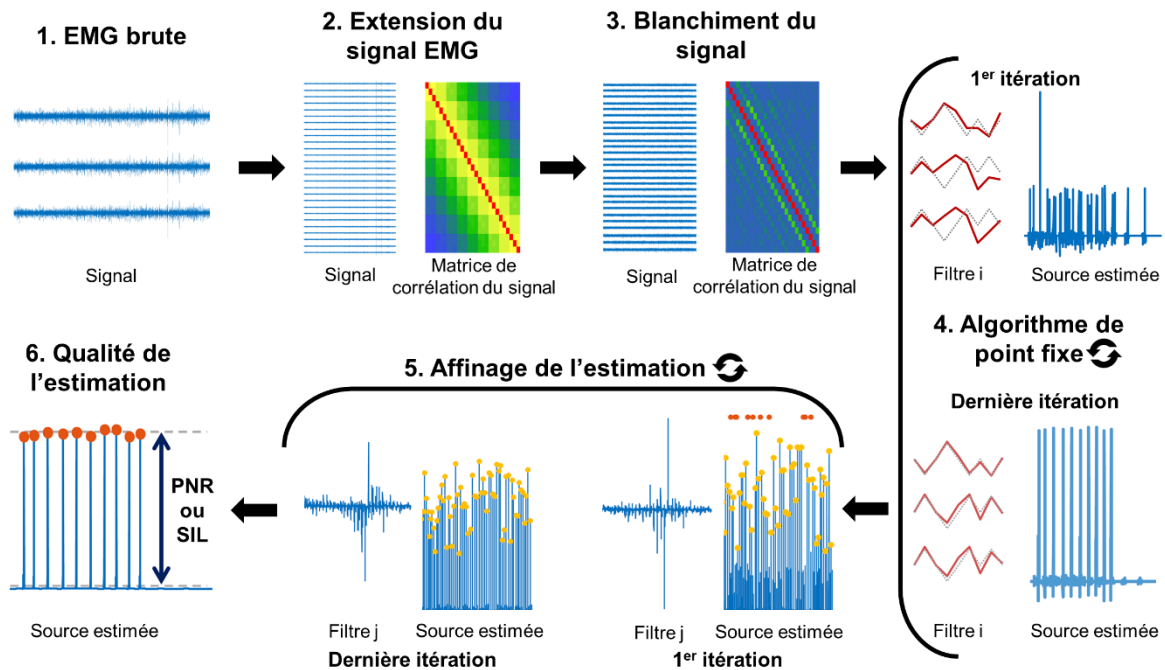 1. EMG brute
Signal
2. Extension du
signal EMG
Signal
Matrice de
corrélation du signal
3. Blanchiment du
signal
Signal
Matrice de
corrélation du signal
1er itération
Filtre i
Source estimée
4. Algorithme de
point fixe
Dernière itération
Filtre i
Source estimée
5. Affinage de l'estimation
Filtre j
Source estimée
1er itération
Filtre j
Source estimée
Dernière itération
6. Qualité de
l'estimation
PNR
ou
SIL
Source estimée